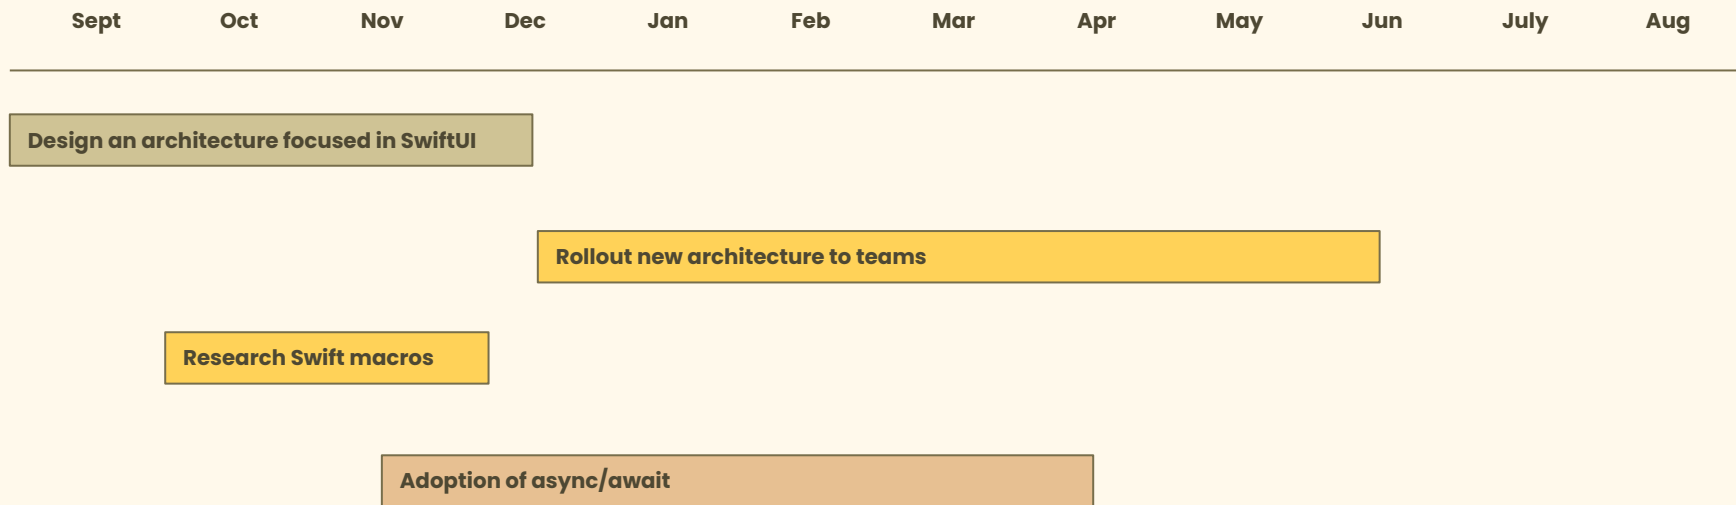 Sept Oct Nov Dec Jan Feb Mar Apr May Jun July Aug
Design an architecture focused in SwiftUI
Rollout new architecture to teams
Research Swift macros
Adoption of async/await